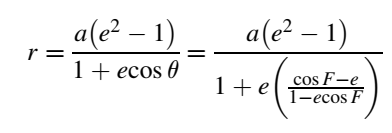 r = \frac{a(e^2 - 1)}{1 + e\cos\theta} = \frac{a(e^2 - 1)}{1 + e\left(\frac{\cos F - e}{1 - e\cos F}\right)}